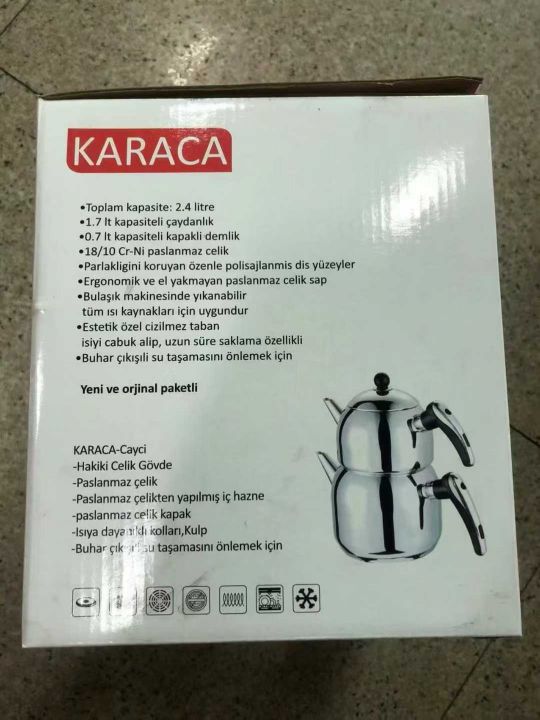 KARACA
•Toplam kapasite: 2.4 litre
•1.7 lt kapasiteli çaydanlık
•0.7 lt kapasiteli kapakli demlik
•18/10 Cr-Ni paslanmaz celik
•Parlakligini koruyan özenle polisajlanmis dis yüzeyler
•Ergonomik ve el yakmayan paslanmaz celik sap
•Bulaşık makinesinde yıkanabilir
tüm ısı kaynakları için uygundur
•Estetik özel cizilmez taban
isiyi cabuk alip, uzun süre saklama özellikli
•Buhar çıkışılı su taşamasını önlemek için
Yeni ve orjinal paketli
KARACA-Cayci
-Hakiki Celik Gövde
-Paslanmaz çelik
-Paslanmaz çelikten yapılmış iç hazne
-paslanmaz celik kapak
-Isıya dayanikli kolları,Kulp
-Buhar çıkışıli su taşamasını önlemek için